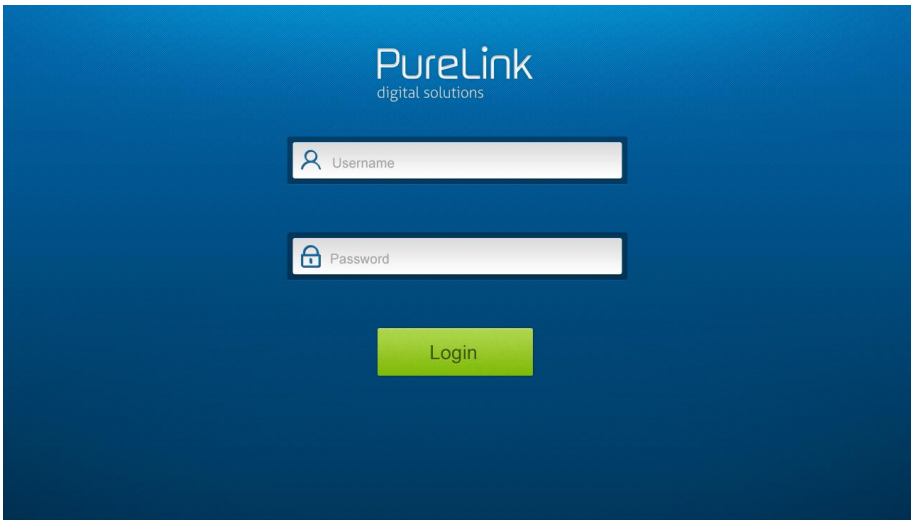 PureLink
digital solutions
Username
Password
Login